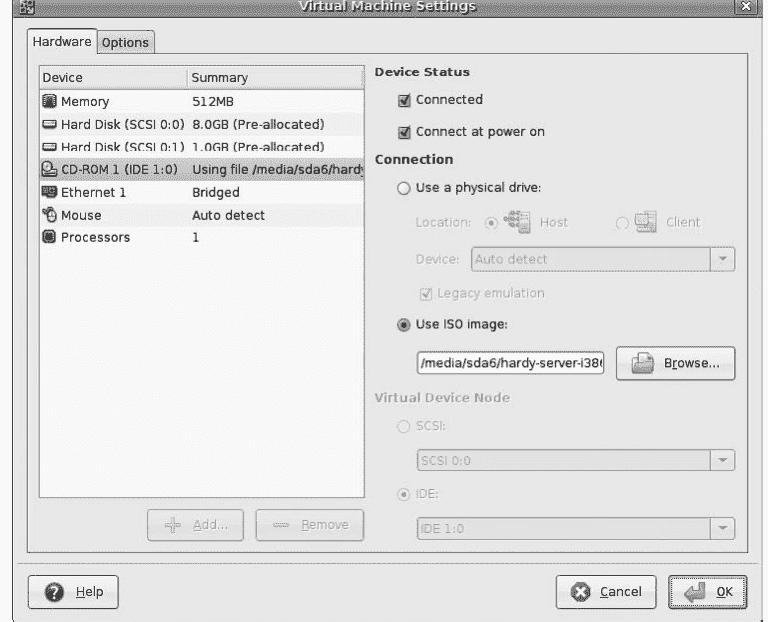 Virtual Machine Settings
Hardware
Options
Device Summary
Memory 512MB
Hard Disk (SCSI 0:0) 8.0GB (Pre-allocated)
Hard Disk (SCSI 0:1) 1.0GB (Pre-allocated)
CD-ROM 1 (IDE 1:0) Using file /media/sda6/hardy
Ethernet 1 Bridged
Mouse Auto detect
Processors 1
Add...
Remove
Device Status
Connected
Connect at power on
Connection
Use a physical drive:
Location: Host Client
Device: Auto detect
Legacy emulation
Use ISO image:
/media/sda6/hardy-server-i386
Browse...
Virtual Device Node
SCSI:
SCSI 0:0
IDE:
IDE 1:0
Help
Cancel
OK